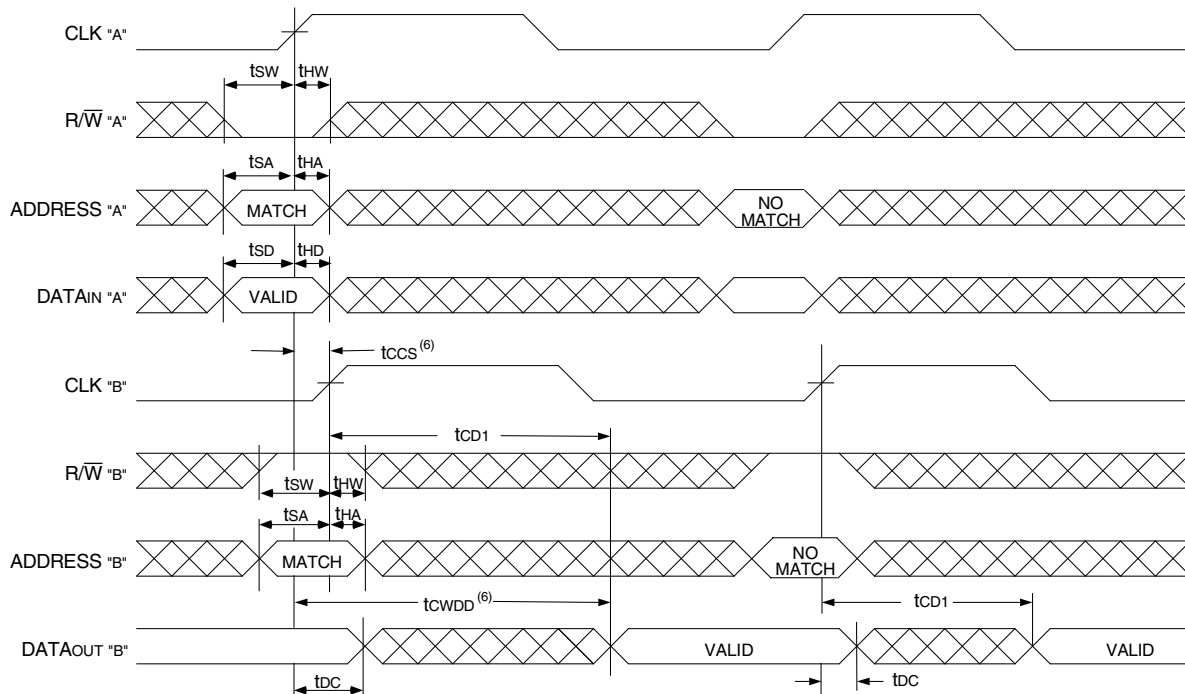 CLK "A"
tSW tHW
R/W̅ "A"
tSA tHA
ADDRESS "A" MATCH NO MATCH
tSD tHD
DATAIN "A" VALID
tCCS (6)
CLK "B"
tCD1
R/W̅ "B"
tSW tHW
tSA tHA
ADDRESS "B" MATCH NO MATCH
tCWDD (6) tCD1
DATAOUT "B" VALID VALID
tDC tDC